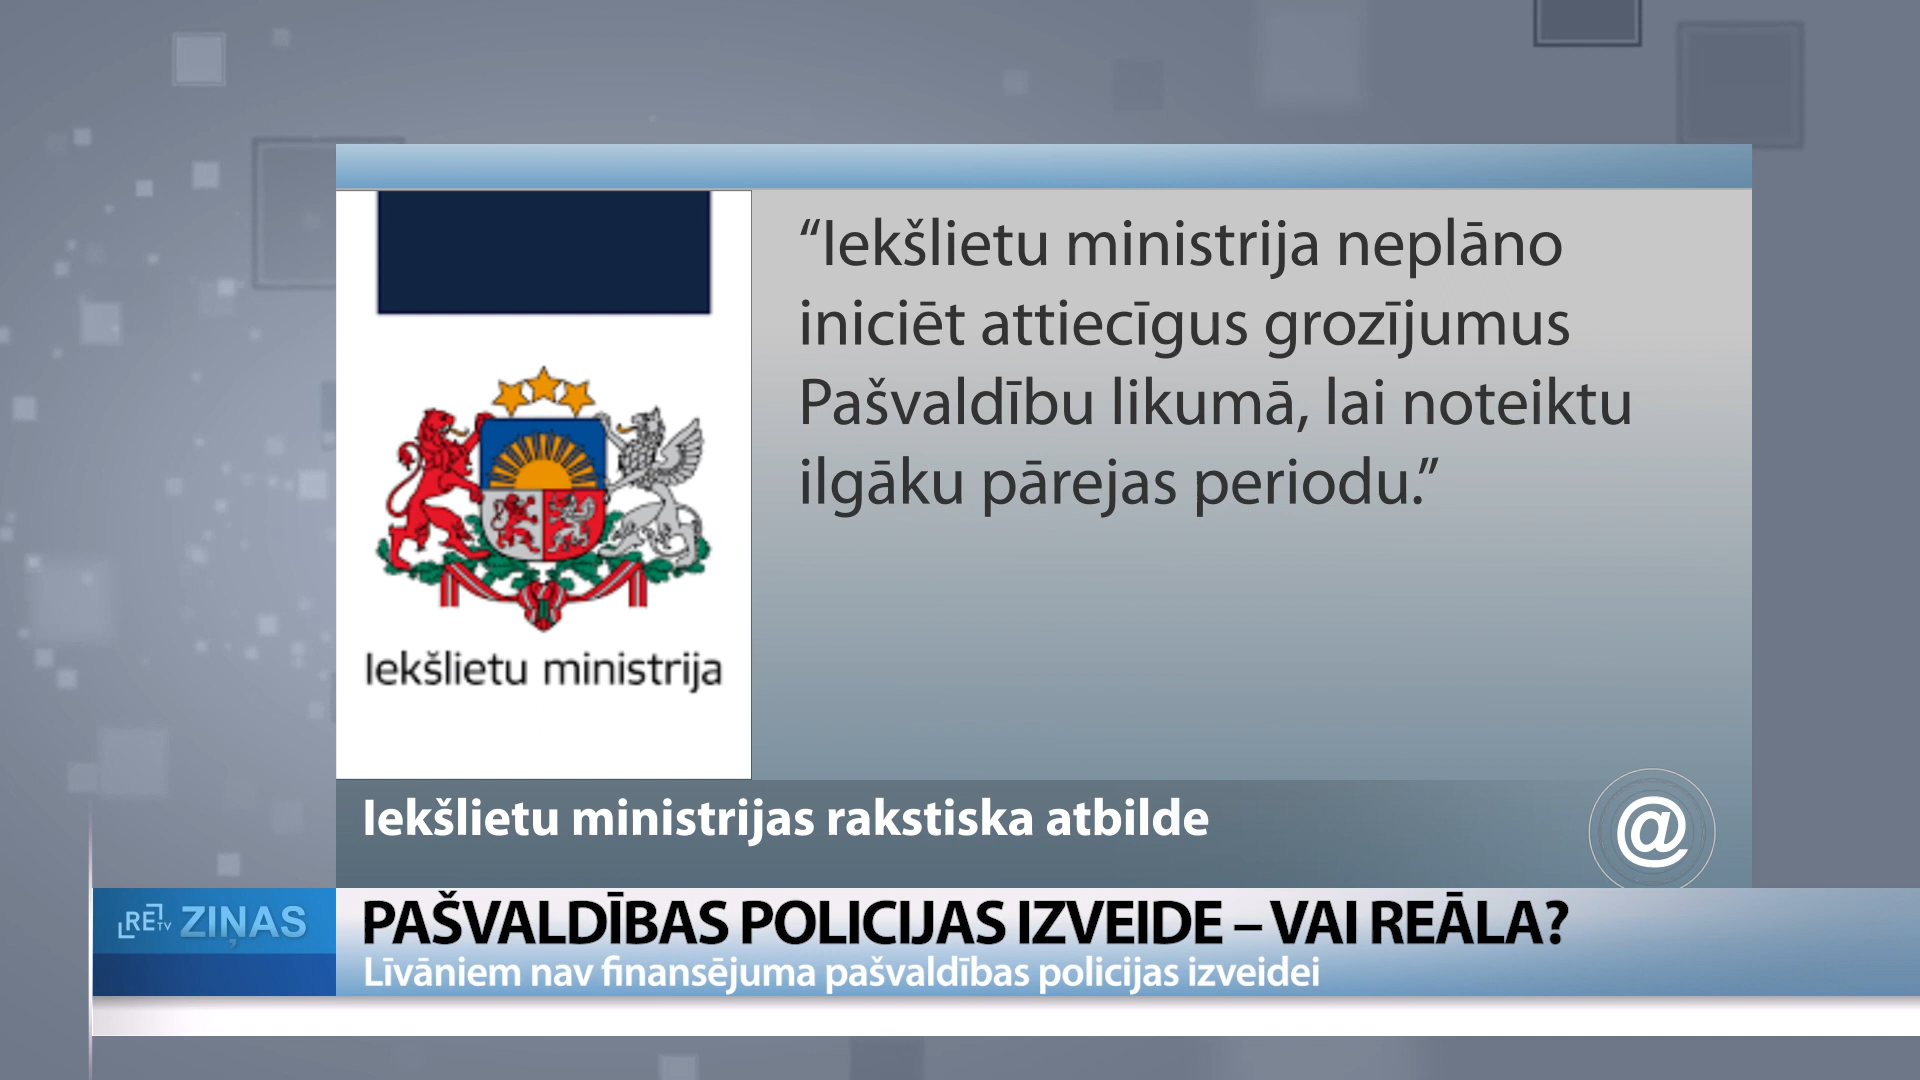 “Iekšlietu ministrija neplāno
iniciēt attiecīgus grozījumus
Pašvaldību likumā, lai noteiktu
ilgāku pārejas periodu.”
Iekšlietu ministrija
Iekšlietu ministrijas rakstiska atbilde
@
RE TV ZIŅAS
PAŠVALDĪBAS POLICIJAS IZVEIDE – VAI REĀLA?
Līvāniem nav finansējuma pašvaldības policijas izveidei